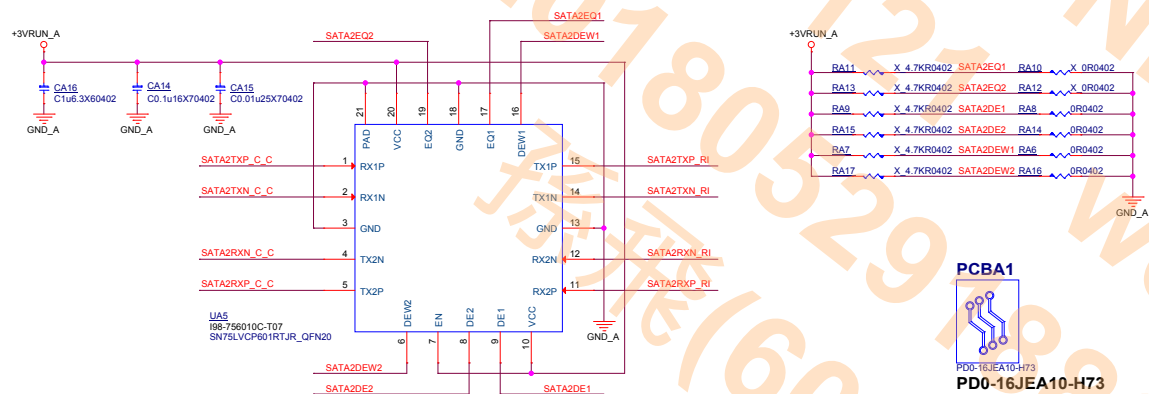 SATA2EQ1
SATA2EQ2
SATA2DEW1
+3VRUN_A
CA16
C1u6.3X60402
CA14
C0.1u16X70402
CA15
C0.01u25X70402
GND_A
GND_A
GND_A
21
20
19
18
17
16
PAD
VCC
EQ2
GND
EQ1
DEW1
SATA2TXP_C_C
1
RX1P
TX1P
15
SATA2TXP_RI
SATA2TXN_C_C
2
RX1N
TX1N
14
SATA2TXN_RI
3
GND
GND
13
SATA2RXN_C_C
4
TX2N
RX2N
12
SATA2RXN_RI
SATA2RXP_C_C
5
TX2P
RX2P
11
SATA2RXP_RI
UA5
I98-756010C-T07
SN75LVCP601RTJR_QFN20
DEW2
EN
DE2
DE1
VCC
6
7
8
9
10
GND_A
SATA2DEW2
SATA2DE2
SATA2DE1
+3VRUN_A
RA11
X_4.7KR0402
SATA2EQ1
RA10
X_0R0402
RA13
X_4.7KR0402
SATA2EQ2
RA12
X_0R0402
RA9
X_4.7KR0402
SATA2DE1
RA8
0R0402
RA15
X_4.7KR0402
SATA2DE2
RA14
0R0402
RA7
X_4.7KR0402
SATA2DEW1
RA6
0R0402
RA17
X_4.7KR0402
SATA2DEW2
RA16
0R0402
GND_A
PCBA1
PD0-16JEA10-H73
PD0-16JEA10-H73
孫飛(60